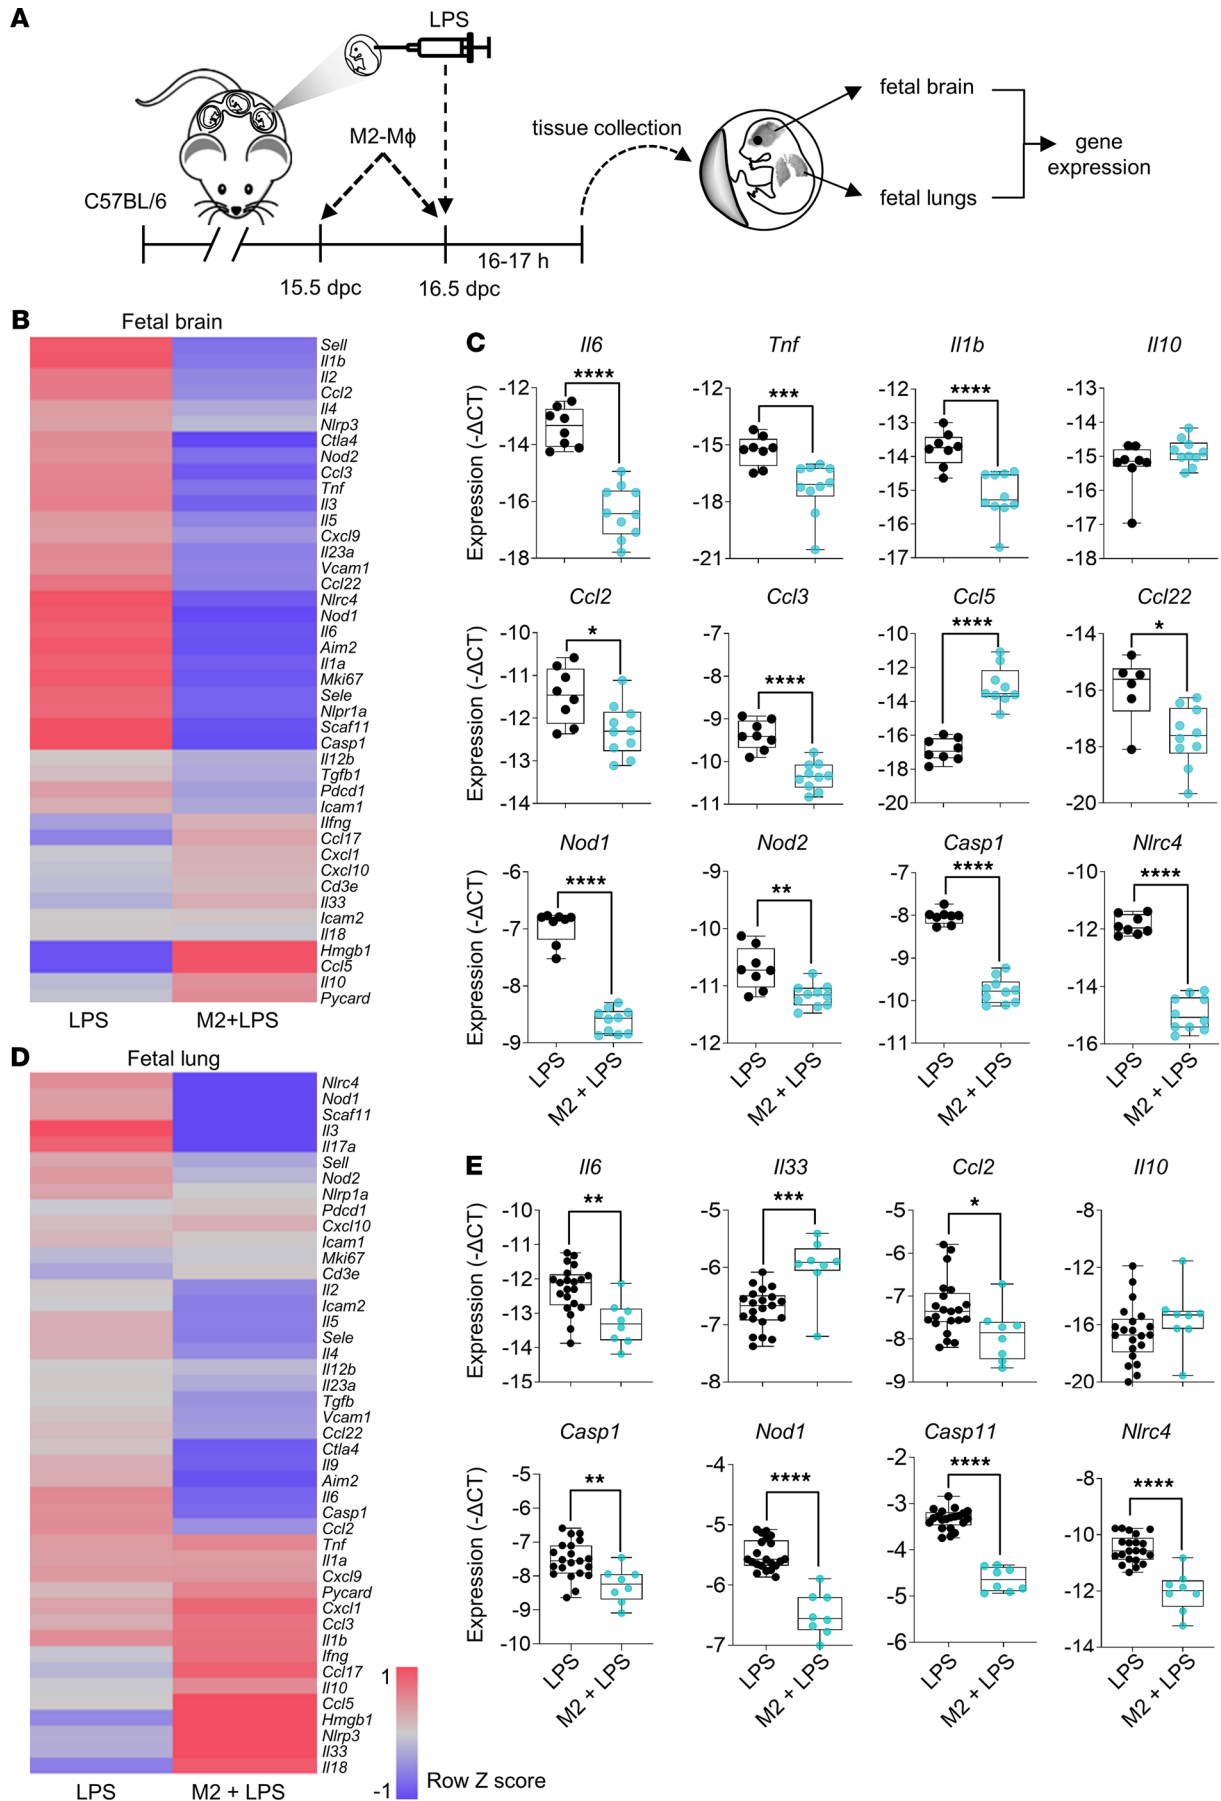 A
LPS
M2-Mϕ
C57BL/6
15.5 dpc
16.5 dpc
16-17 h
tissue collection
fetal brain
fetal lungs
gene
expression
B
Fetal brain
Sell
Il1b
Il2
Ccl2
Il4
Nlrp3
Ctla4
Nod2
Ccl3
Tnf
Il3
Il5
Cxcl9
Il23a
Vcam1
Ccl22
Nlrc4
Nod1
Il6
Aim2
Il1a
Mki67
Sele
Nlpr1a
Scaf11
Casp1
Il12b
Tgfb1
Pdcd1
Icam1
Ilfng
Ccl17
Cxcl1
Cxcl10
Cd3e
Il33
Icam2
Il18
Hmgb1
Ccl5
Il10
Pycard
LPS M2+LPS
C
Il6
Expression (-ΔCT)
-12
-14
-16
-18
****
Tnf
-12
-15
-18
-21
***
Il1b
-12
-13
-14
-15
-16
-17
****
Il10
-13
-14
-15
-16
-17
-18
Ccl2
Expression (-ΔCT)
-10
-11
-12
-13
-14
*
Ccl3
-7
-9
-10
-11
****
Ccl5
-10
-12
-14
-16
-18
-20
****
Ccl22
-14
-16
-18
-20
*
Nod1
Expression (-ΔCT)
-6
-7
-8
-9
****
LPS
M2 + LPS
Nod2
-9
-10
-11
-12
**
LPS
M2 + LPS
Casp1
-7
-8
-9
-10
-11
****
LPS
M2 + LPS
Nlrc4
-10
-12
-14
-16
****
LPS
M2 + LPS
D
Fetal lung
Nlrc4
Nod1
Scaf11
Il3
Il17a
Sell
Nod2
Nlrp1a
Pdcd1
Cxcl10
Icam1
Mki67
Cd3e
Il2
Icam2
Il5
Sele
Il4
Il12b
Il23a
Tgfb
Vcam1
Ccl22
Ctla4
Il9
Aim2
Il6
Casp1
Ccl2
Tnf
Il1a
Cxcl9
Pycard
Cxcl1
Ccl3
Il1b
Ifng
Ccl17
Il10
Ccl5
Hmgb1
Nlrp3
Il33
Il18
LPS M2 + LPS
1
-1
Row Z score
E
Il6
Expression (-ΔCT)
-10
-11
-12
-13
-14
-15
**
Il33
-5
-6
-7
-8
***
Ccl2
-5
-6
-7
-8
-9
*
Il10
-8
-12
-16
-20
Casp1
Expression (-ΔCT)
-5
-6
-7
-8
-9
-10
**
LPS
M2 + LPS
Nod1
-4
-5
-6
-7
****
LPS
M2 + LPS
Casp11
-2
-3
-4
-5
-6
****
LPS
M2 + LPS
Nlrc4
-8
-10
-12
-14
****
LPS
M2 + LPS